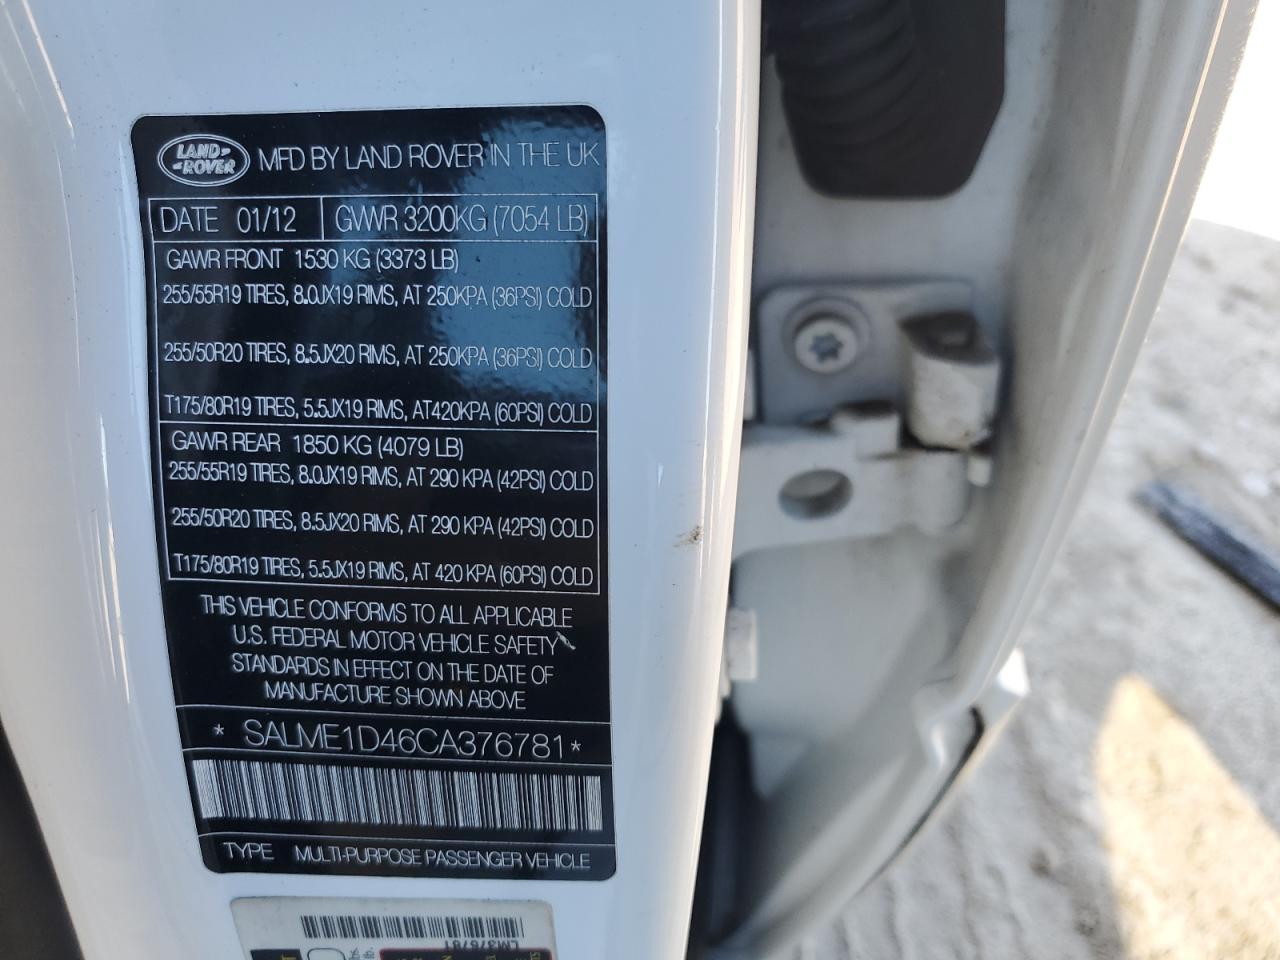 LAND ROVER MFD BY LAND ROVER IN THE UK
DATE 01/12 GVWR 3200KG (7054 LB)
GAWR FRONT 1530 KG (3373 LB)
255/55R19 TIRES, 8.0JX19 RIMS, AT 250KPA (36PSI) COLD
255/50R20 TIRES, 8.5JX20 RIMS, AT 250KPA (36PSI) COLD
T175/80R19 TIRES, 5.5JX19 RIMS, AT 420KPA (60PSI) COLD
GAWR REAR 1850 KG (4079 LB)
255/55R19 TIRES, 8.0JX19 RIMS, AT 290 KPA (42PSI) COLD
255/50R20 TIRES, 8.5JX20 RIMS, AT 290 KPA (42PSI) COLD
T175/80R19 TIRES, 5.5JX19 RIMS, AT 420 KPA (60PSI) COLD
THIS VEHICLE CONFORMS TO ALL APPLICABLE
U.S. FEDERAL MOTOR VEHICLE SAFETY
STANDARDS IN EFFECT ON THE DATE OF
MANUFACTURE SHOWN ABOVE
* SALME1D46CA376781 *
TYPE MULTI-PURPOSE PASSENGER VEHICLE
LM376781